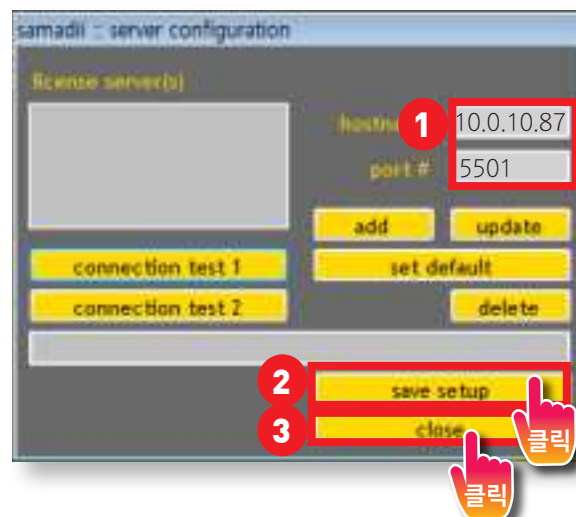 samadii :: server configuration
license server(s)
1
10.0.10.87
port #
5501
add
update
connection test 1
set default
connection test 2
delete
2
save setup
클릭
3
close
클릭